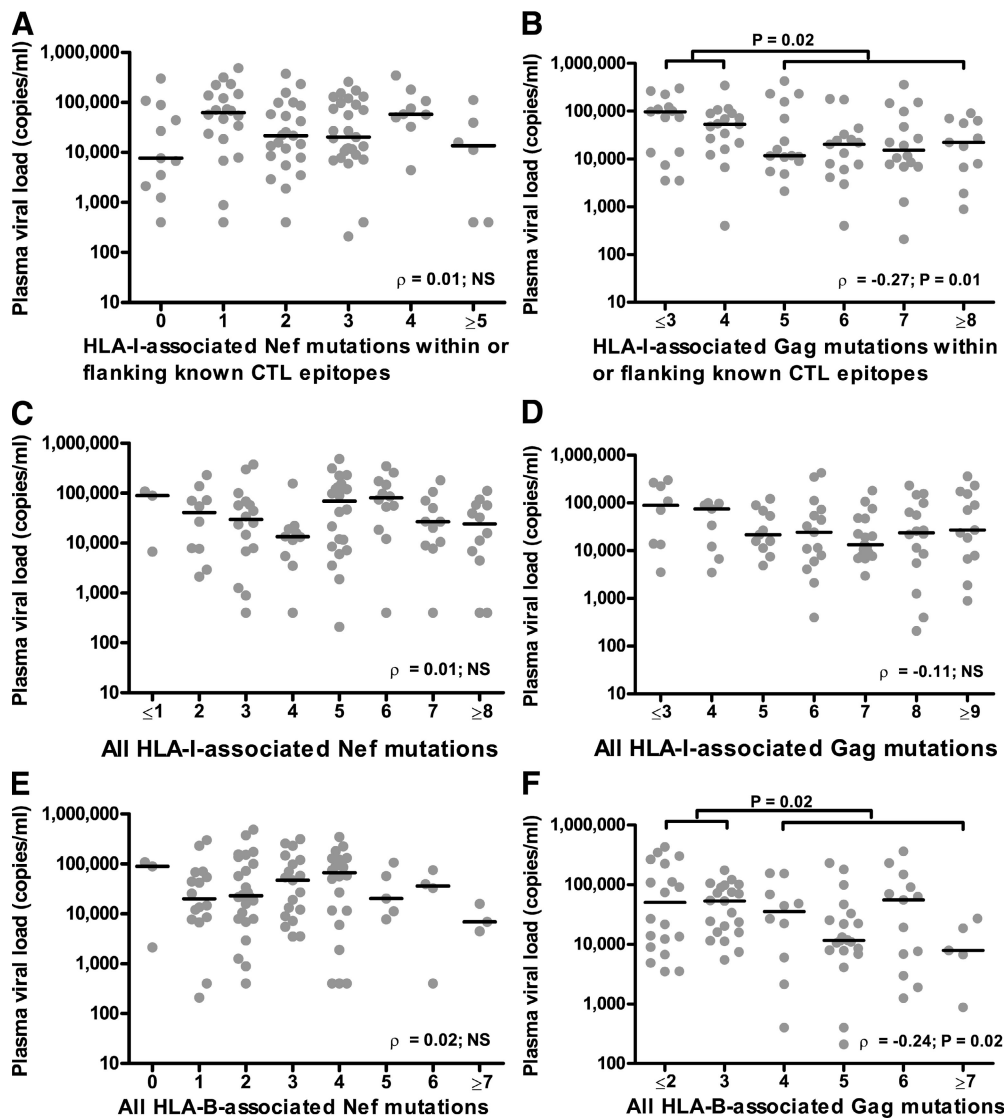 A
Plasma viral load (copies/ml)
1,000,000
100,000
10,000
1,000
100
10
0 1 2 3 4 ≥5
ρ = 0.01; NS
HLA-I-associated Nef mutations within or
flanking known CTL epitopes
B
P = 0.02
Plasma viral load (copies/ml)
1,000,000
100,000
10,000
1,000
100
10
≤3 4 5 6 7 ≥8
ρ = -0.27; P = 0.01
HLA-I-associated Gag mutations within
or flanking known CTL epitopes
C
Plasma viral load (copies/ml)
1,000,000
100,000
10,000
1,000
100
10
≤1 2 3 4 5 6 7 ≥8
ρ = 0.01; NS
All HLA-I-associated Nef mutations
D
Plasma viral load (copies/ml)
1,000,000
100,000
10,000
1,000
100
10
≤3 4 5 6 7 8 ≥9
ρ = -0.11; NS
All HLA-I-associated Gag mutations
E
Plasma viral load (copies/ml)
1,000,000
100,000
10,000
1,000
100
10
0 1 2 3 4 5 6 ≥7
ρ = 0.02; NS
All HLA-B-associated Nef mutations
F
P = 0.02
Plasma viral load (copies/ml)
1,000,000
100,000
10,000
1,000
100
≤2 3 4 5 6 ≥7
ρ = -0.24; P = 0.02
All HLA-B-associated Gag mutations